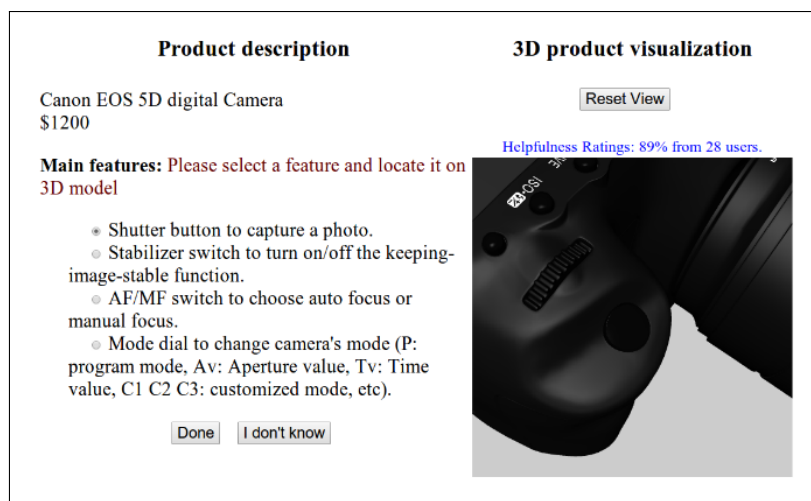 Product description
Canon EOS 5D digital Camera
$1200
Main features: Please select a feature and locate it on
3D model
Shutter button to capture a photo.
Stabilizer switch to turn on/off the keeping-
image-stable function.
AF/MF switch to choose auto focus or
manual focus.
Mode dial to change camera's mode (P:
program mode, Av: Aperture value, Tv: Time
value, C1 C2 C3: customized mode, etc).
Done I don't know
3D product visualization
Reset View
Helpfulness Ratings: 89% from 28 users.
ISO